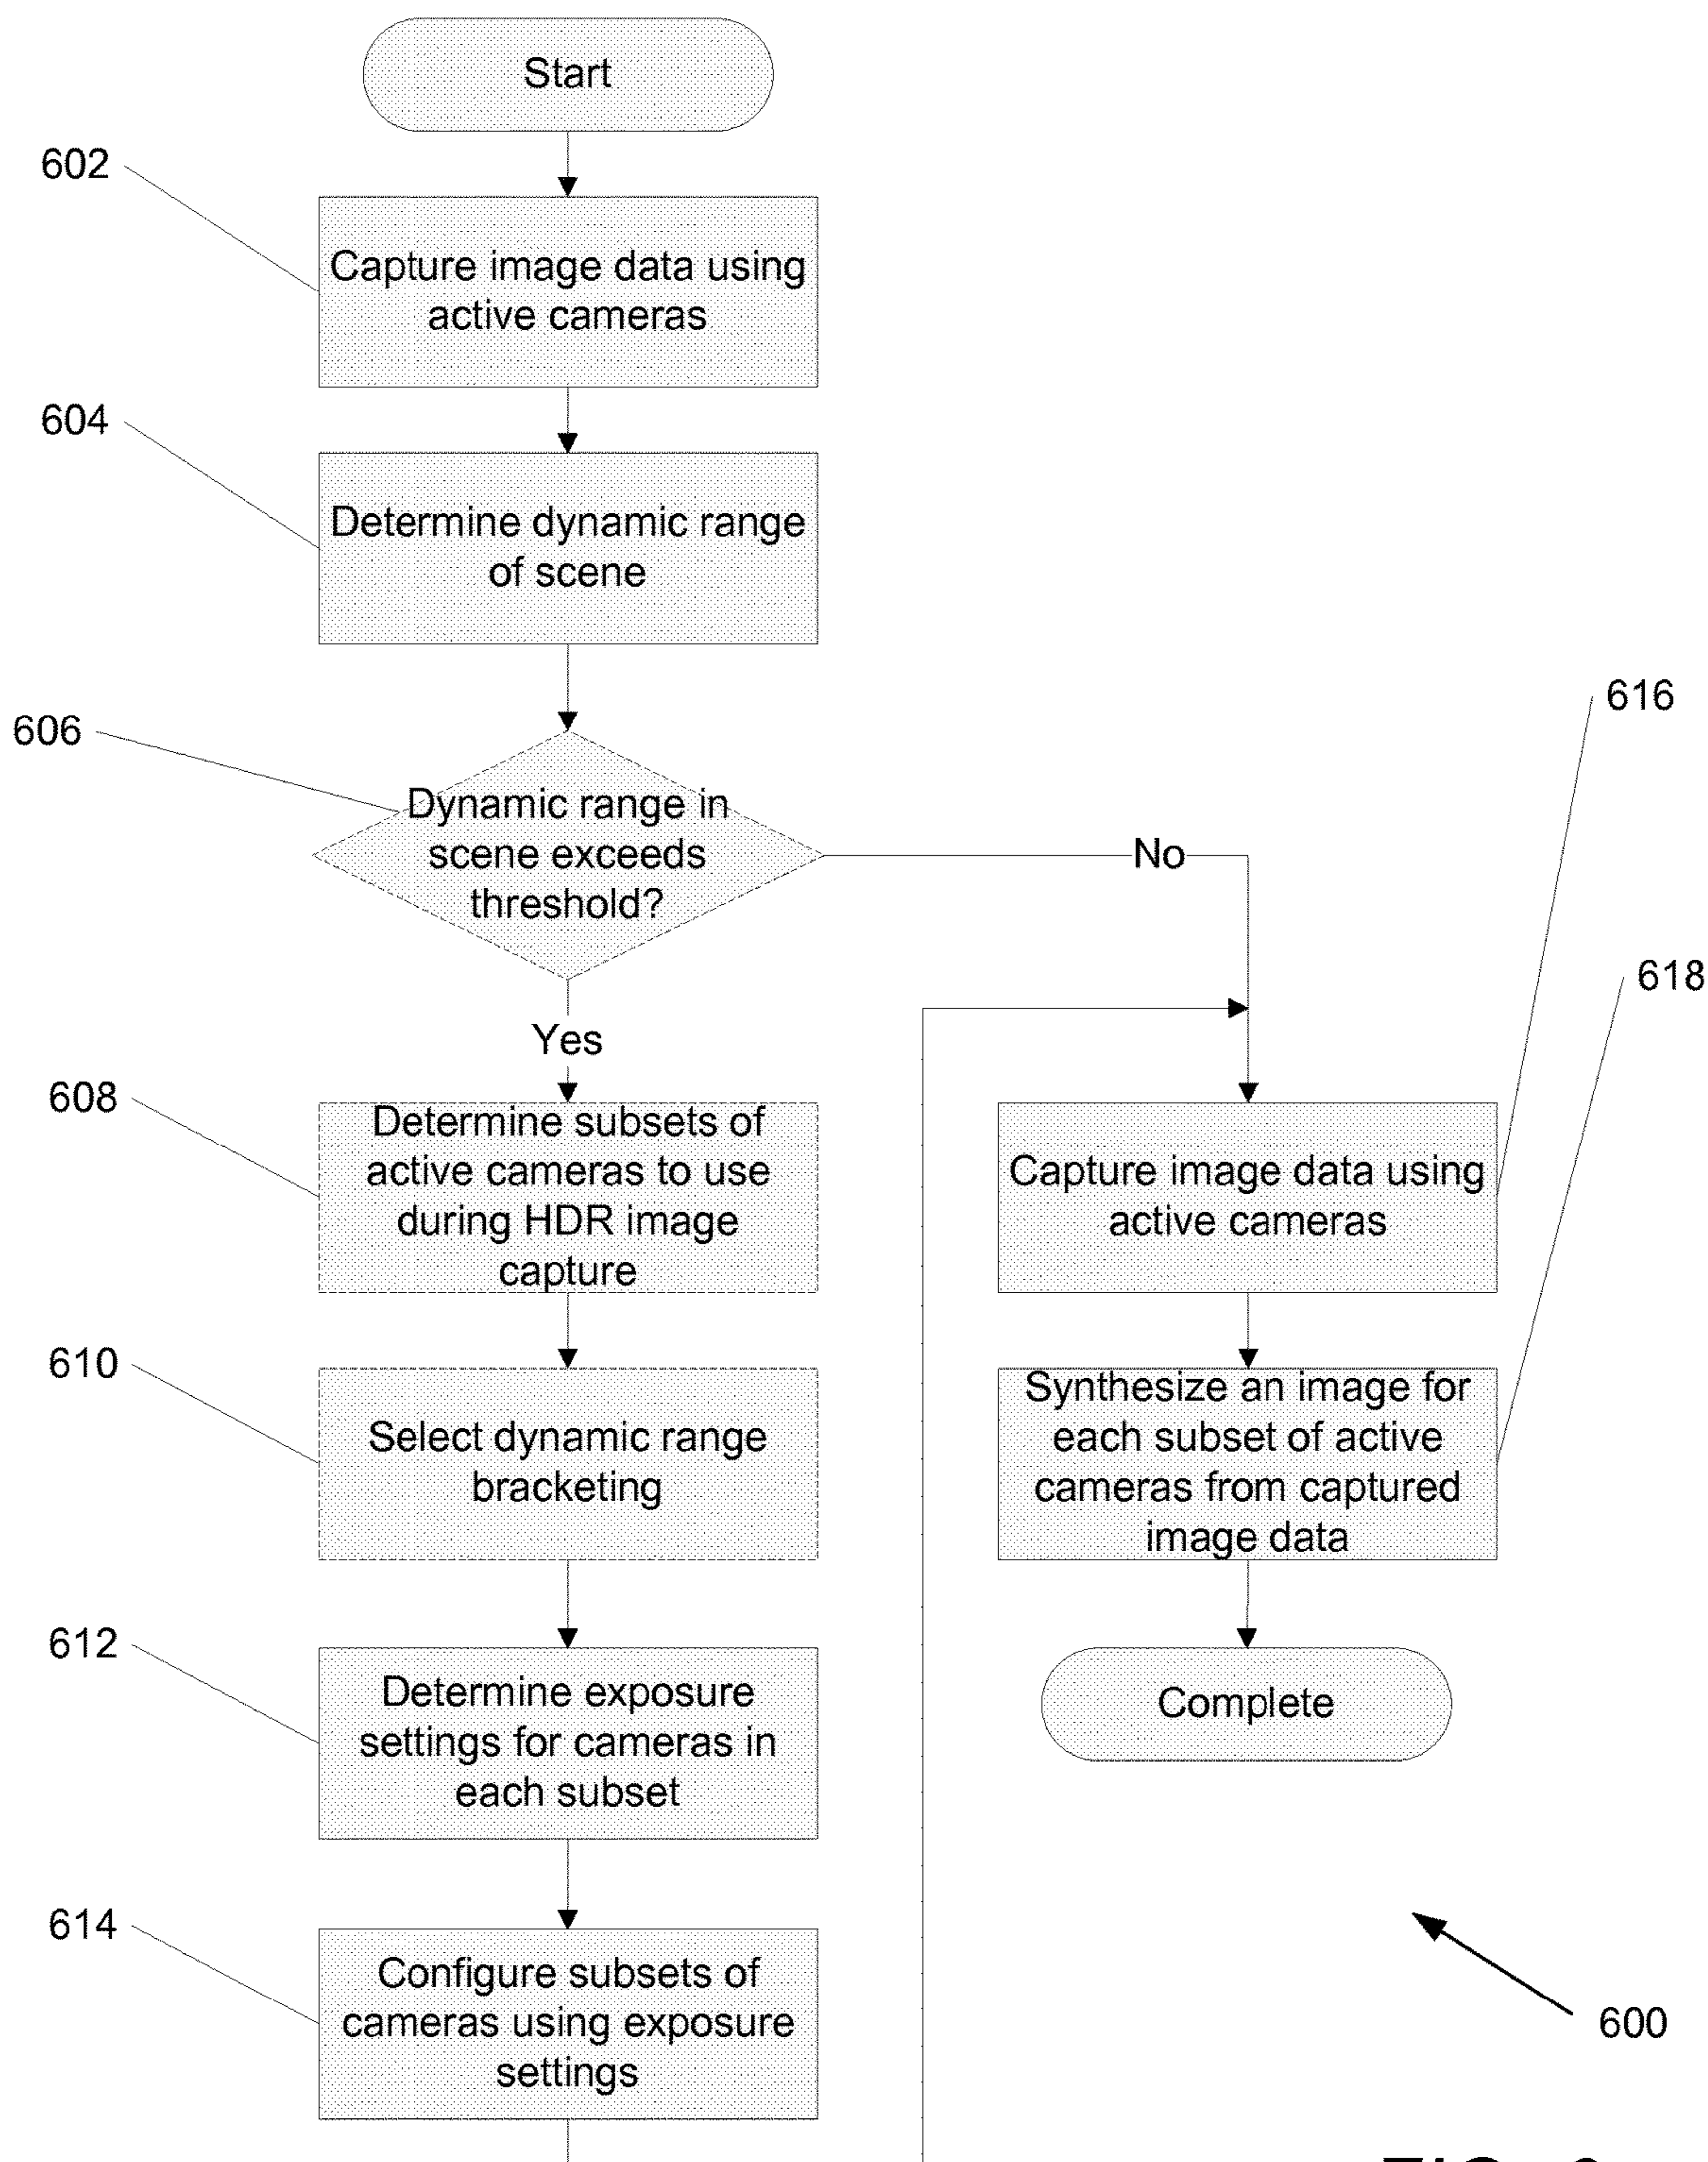 Start
602
Capture image data using
active cameras
604
Determine dynamic range
of scene
606
Dynamic range in
scene exceeds
threshold?
No
Yes
608
Determine subsets of
active cameras to use
during HDR image
capture
610
Select dynamic range
bracketing
612
Determine exposure
settings for cameras in
each subset
614
Configure subsets of
cameras using exposure
settings
616
Capture image data using
active cameras
618
Synthesize an image for
each subset of active
cameras from captured
image data
Complete
600